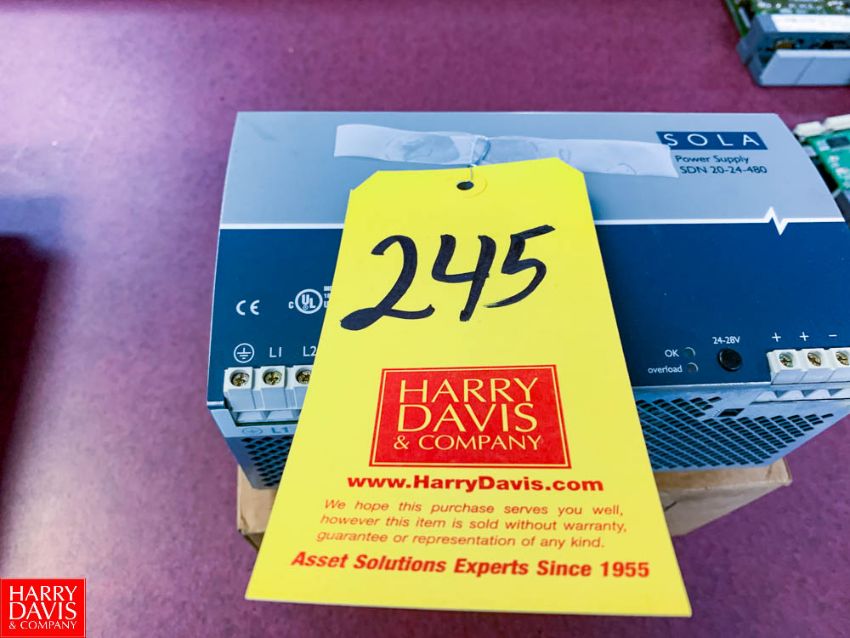 SOLA
Power Supply
SDN 20-24-480
245
CE
c UL
L1 L2
24-28V
OK
overload
+ + -
L1
HARRY
DAVIS
& COMPANY
www.HarryDavis.com
We hope this purchase serves you well,
however this item is sold without warranty,
guarantee or representation of any kind.
Asset Solutions Experts Since 1955
HARRY
DAVIS
& COMPANY